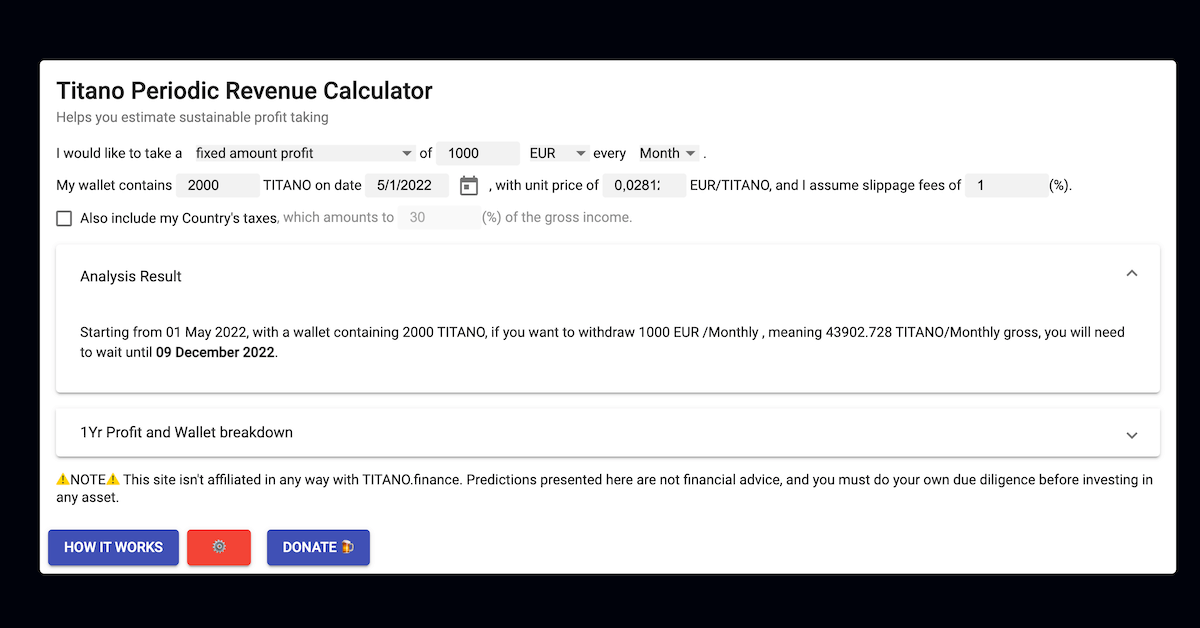 Titano Periodic Revenue Calculator
Helps you estimate sustainable profit taking
I would like to take a fixed amount profit of 1000 EUR every Month .
My wallet contains 2000 TITANO on date 5/1/2022 , with unit price of 0,02812 EUR/TITANO, and I assume slippage fees of 1 (%).
Also include my Country's taxes, which amounts to 30 (%) of the gross income.
Analysis Result
Starting from 01 May 2022, with a wallet containing 2000 TITANO, if you want to withdraw 1000 EUR /Monthly , meaning 43902.728 TITANO/Monthly gross, you will need
to wait until 09 December 2022.
1Yr Profit and Wallet breakdown
⚠️NOTE⚠️ This site isn't affiliated in any way with TITANO.finance. Predictions presented here are not financial advice, and you must do your own due diligence before investing in
any asset.
HOW IT WORKS
DONATE 🍻